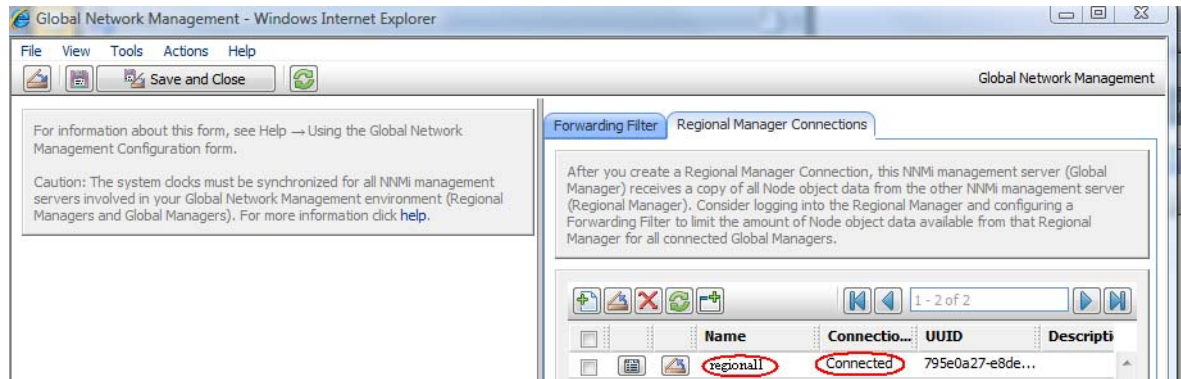 Global Network Management - Windows Internet Explorer
File View Tools Actions Help
Save and Close
Global Network Management
For information about this form, see Help → Using the Global Network
Management Configuration form.
Caution: The system clocks must be synchronized for all NNMi management
servers involved in your Global Network Management environment (Regional
Managers and Global Managers). For more information click help.
Forwarding Filter Regional Manager Connections
After you create a Regional Manager Connection, this NNMi management server (Global
Manager) receives a copy of all Node object data from the other NNMi management server
(Regional Manager). Consider logging into the Regional Manager and configuring a
Forwarding Filter to limit the amount of Node object data available from that Regional
Manager for all connected Global Managers.
1 - 2 of 2
Name Connectio... UUID Descripti
regional1 Connected 795e0a27-e8de...